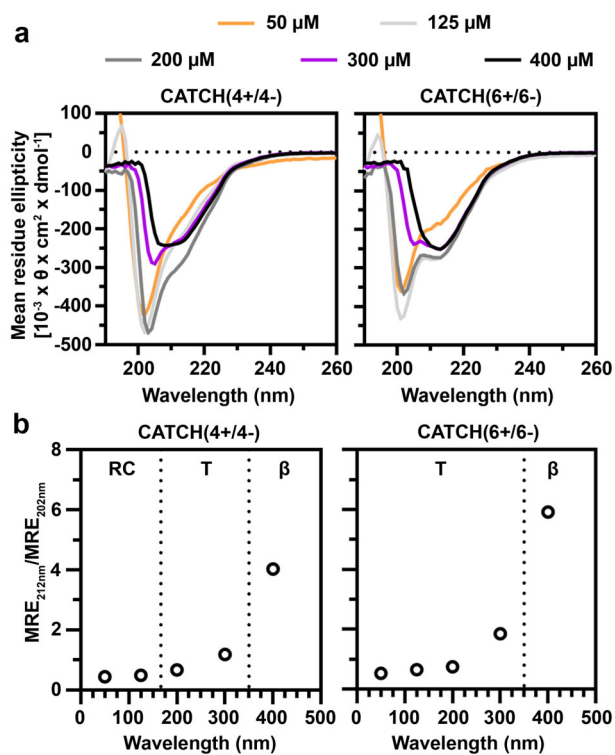 a
50 µM
125 µM
200 µM
300 µM
400 µM
CATCH(4+/4-)
CATCH(6+/6-)
Mean residue ellipticity
[10⁻³ x θ x cm² x dmol⁻¹]
100
0
-100
-200
-300
-400
-500
200 220 240 260
200 220 240 260
Wavelength (nm)
Wavelength (nm)
b
CATCH(4+/4-)
CATCH(6+/6-)
RC T β
T β
MRE₂₁₂ₙₘ/MRE₂₀₂ₙₘ
8
6
4
2
0
0 100 200 300 400 500
0 100 200 300 400 500
Wavelength (nm)
Wavelength (nm)